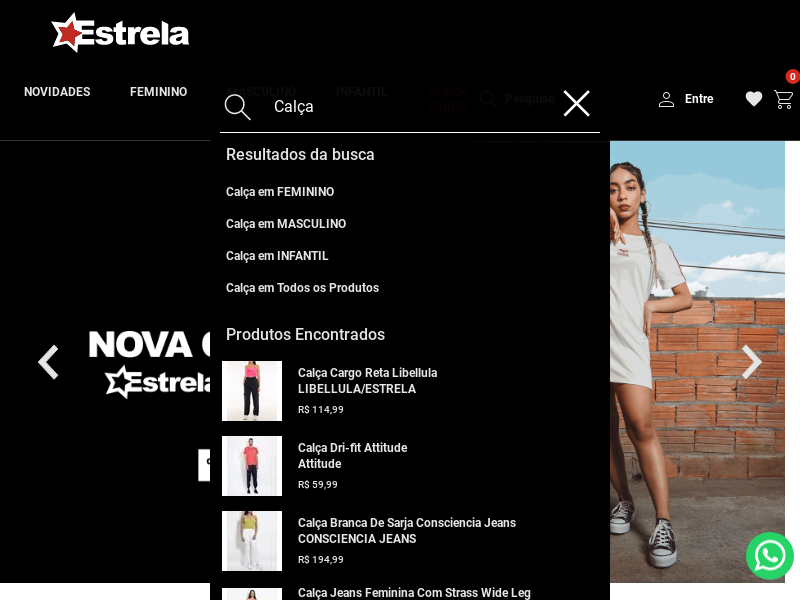 Estrela
NOVIDADES
FEMININO
MASCULINO
INFANTIL
BLACK
FRIDAY
Pesquise
Calça
Entre
0
Resultados da busca
Calça em FEMININO
Calça em MASCULINO
Calça em INFANTIL
Calça em Todos os Produtos
Produtos Encontrados
Calça Cargo Reta Libellula
LIBELLULA/ESTRELA
R$ 114,99
Calça Dri-fit Attitude
Attitude
R$ 59,99
Calça Branca De Sarja Consciencia Jeans
CONSCIENCIA JEANS
R$ 194,99
Calça Jeans Feminina Com Strass Wide Leg
NOVA
Estrela